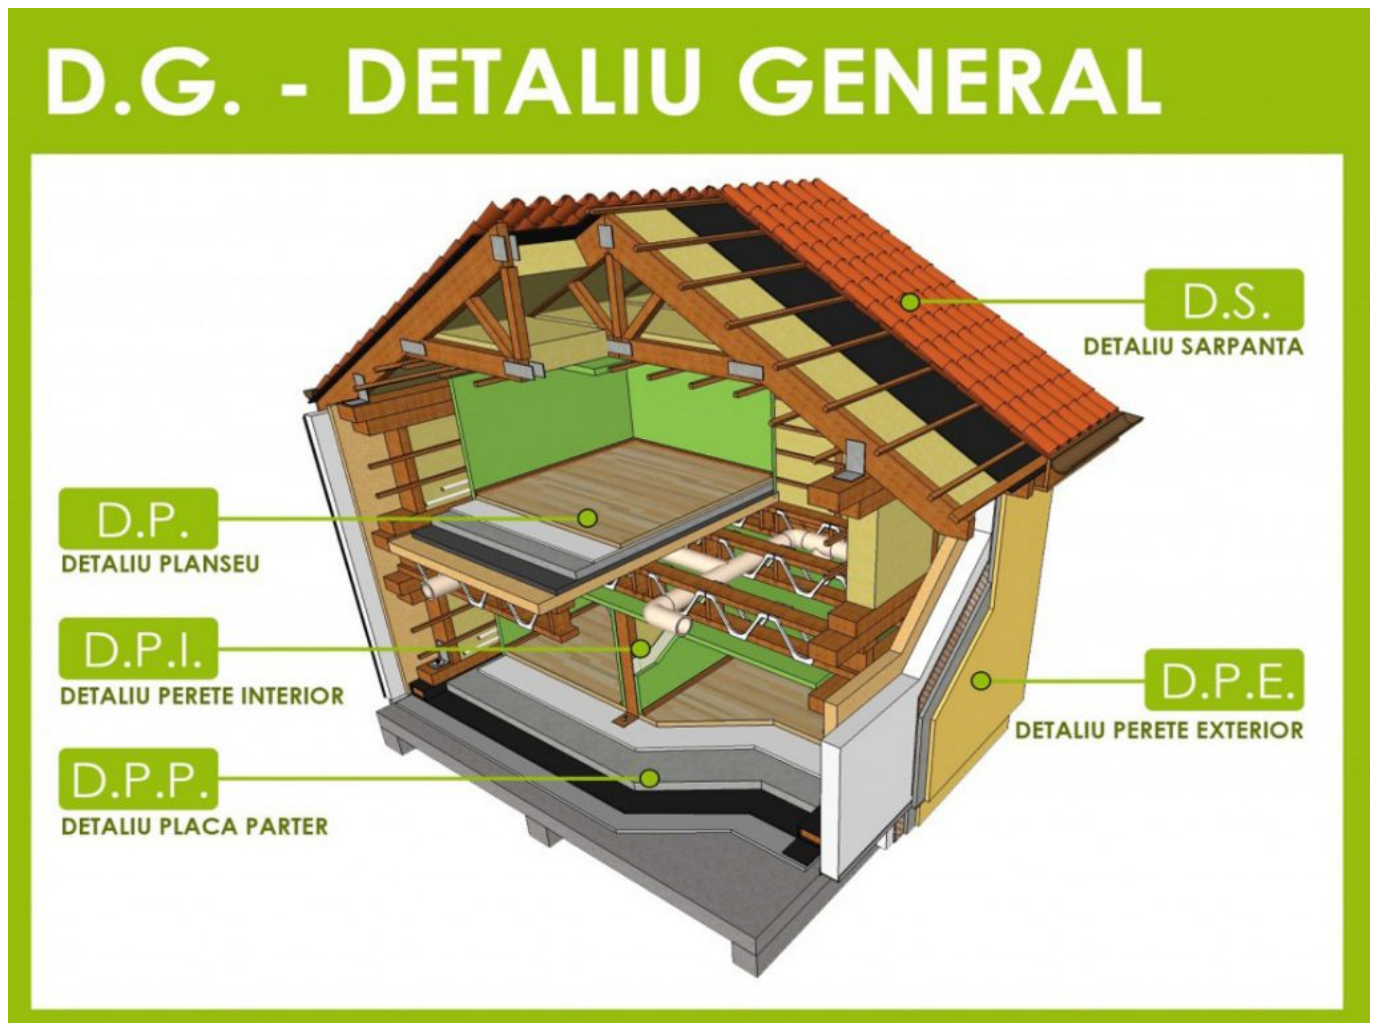 D.G. - DETALIU GENERAL
D.S.
DETALIU SARPANTA
D.P.
DETALIU PLANSEU
D.P.I.
DETALIU PERETE INTERIOR
D.P.E.
DETALIU PERETE EXTERIOR
D.P.P.
DETALIU PLACA PARTER